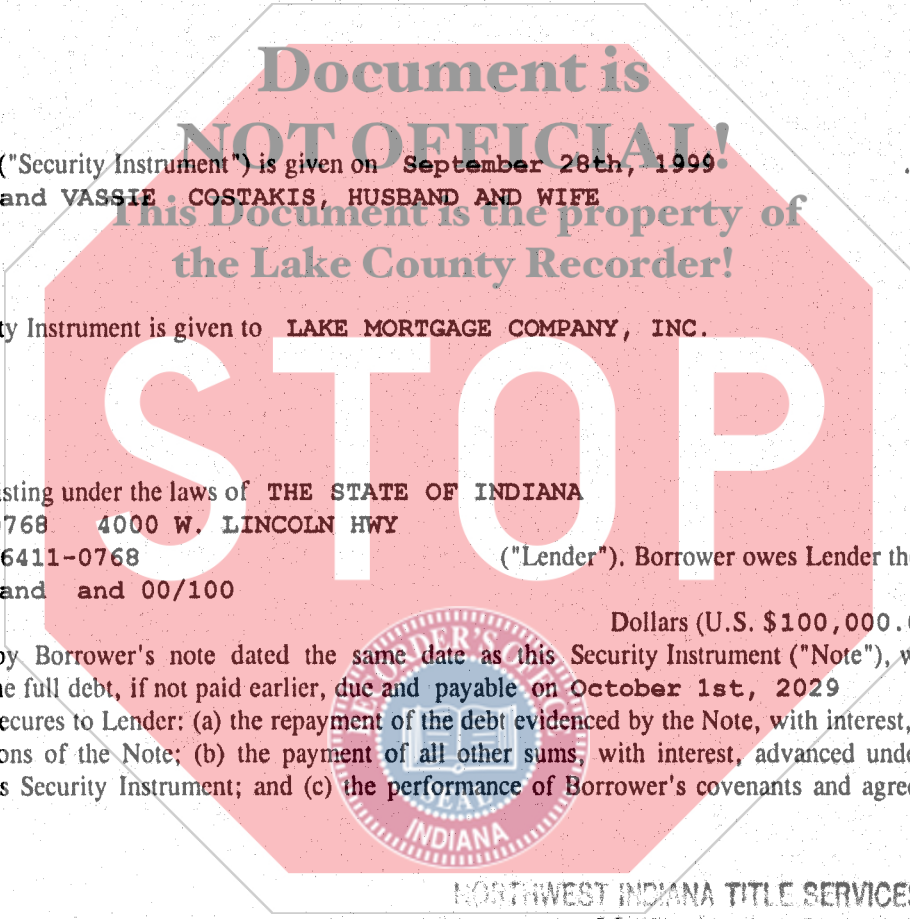 Document is
NOT OFFICIAL!
("Security Instrument") is given on September 28th, 1999
and VASSIE COSTAKIS, HUSBAND AND WIFE
This Document is the property of
the Lake County Recorder!
ty Instrument is given to LAKE MORTGAGE COMPANY, INC.
STOP
sting under the laws of THE STATE OF INDIANA
0768 4000 W. LINCOLN HWY
6411-0768 ("Lender"). Borrower owes Lender th
and and 00/100
Dollars (U.S. $100,000.
by Borrower's note dated the same date as this Security Instrument ("Note"), w
e full debt, if not paid earlier, due and payable on October 1st, 2029
ecures to Lender: (a) the repayment of the debt evidenced by the Note, with interest,
ons of the Note; (b) the payment of all other sums, with interest, advanced unde
s Security Instrument; and (c) the performance of Borrower's covenants and agree
RECORDER'S OFFICE
SEAL
INDIANA
NORTHWEST INDIANA TITLE SERVICES